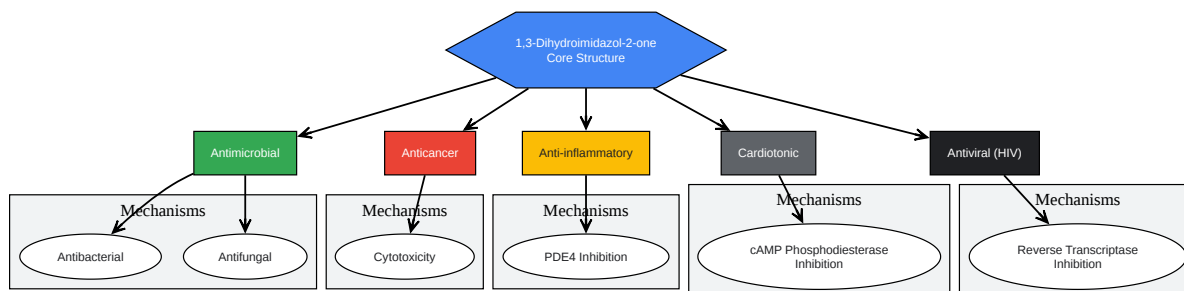 1,3-Dihydroimidazol-2-one
Core Structure
Antimicrobial
Anticancer
Anti-inflammatory
Cardiotonic
Antiviral (HIV)
Mechanisms
Mechanisms
Mechanisms
Mechanisms
Mechanisms
Antibacterial
Antifungal
Cytotoxicity
PDE4 Inhibition
cAMP Phosphodiesterase
Inhibition
Reverse Transcriptase
Inhibition